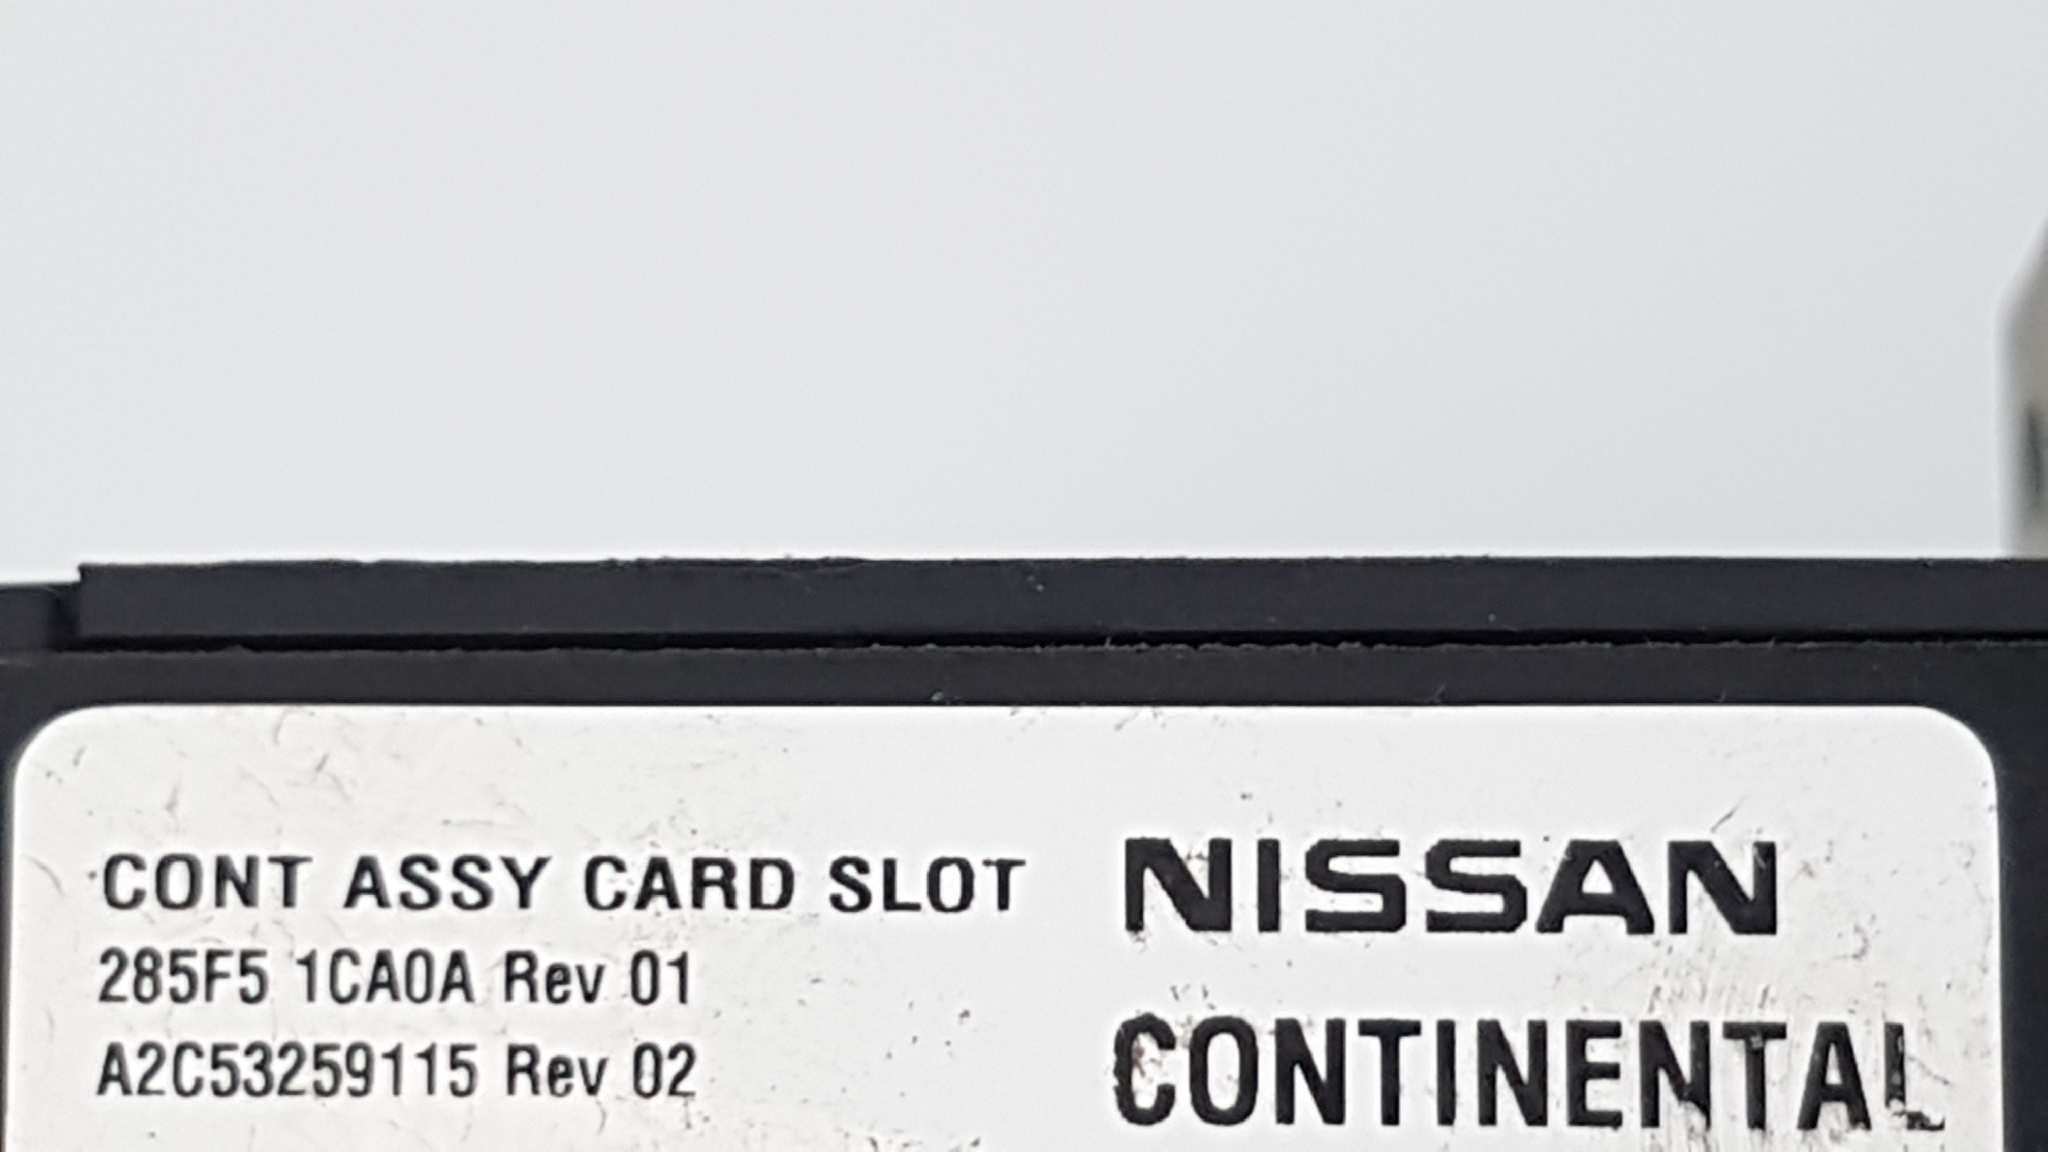 CONT ASSY CARD SLOT
285F5 1CA0A Rev 01
A2C53259115 Rev 02
NISSAN
CONTINENTAL